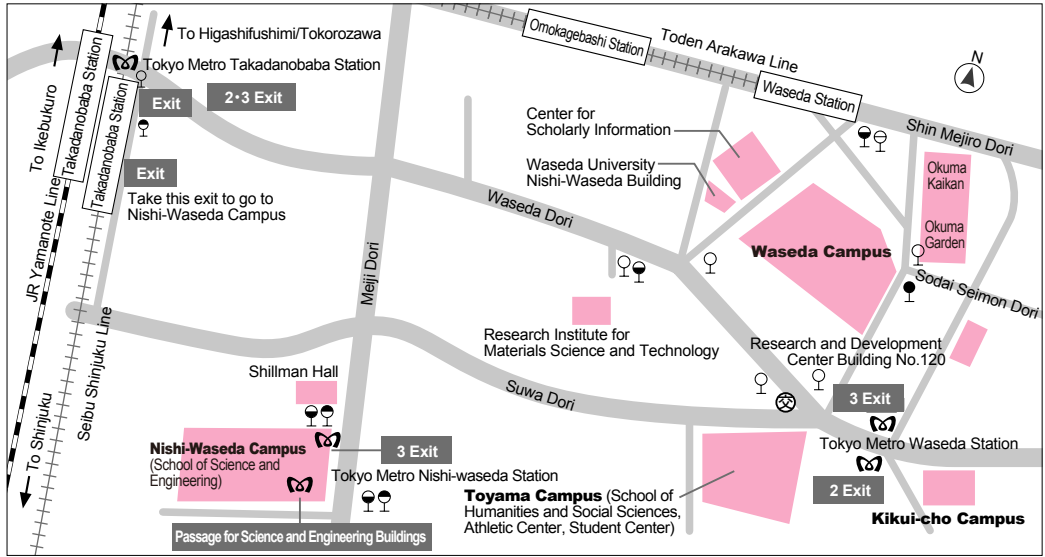 To Higashifushimi/Tokorozawa
Tokyo Metro Takadanobaba Station
To Ikebukuro
Takadanobaba Station
Takadanobaba Station
Exit
2・3 Exit
Exit
Take this exit to go to
Nishi-Waseda Campus
JR Yamanote Line
Seibu Shinjuku Line
To Shinjuku
Omokagebashi Station
Toden Arakawa Line
Waseda Station
N
Shin Mejiro Dori
Center for
Scholarly Information
Waseda University
Nishi-Waseda Building
Okuma
Kaikan
Okuma
Garden
Waseda Dori
Waseda Campus
Meiji Dori
Sodai Seimon Dori
Research Institute for
Materials Science and Technology
Research and Development
Center Building No.120
Shillman Hall
Suwa Dori
3 Exit
Nishi-Waseda Campus
(School of Science and
Engineering)
3 Exit
Tokyo Metro Waseda Station
Tokyo Metro Nishi-waseda Station
2 Exit
Toyama Campus (School of
Humanities and Social Sciences,
Athletic Center, Student Center)
Kikui-cho Campus
Passage for Science and Engineering Buildings